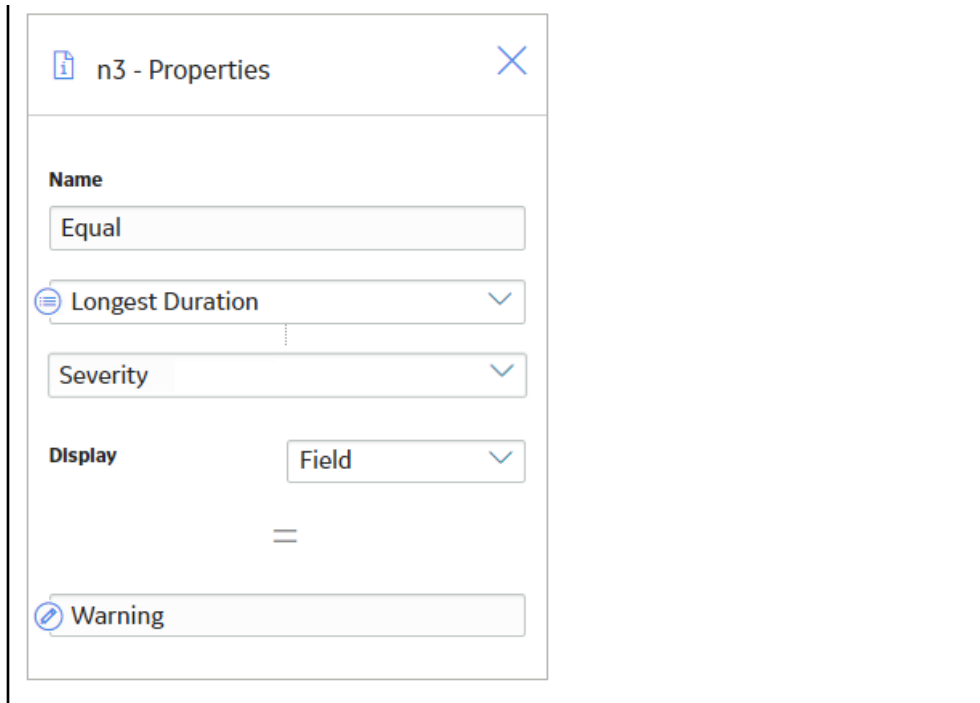 n3 - Properties
Name
Equal
Longest Duration
Severity
Display
Field
=
Warning